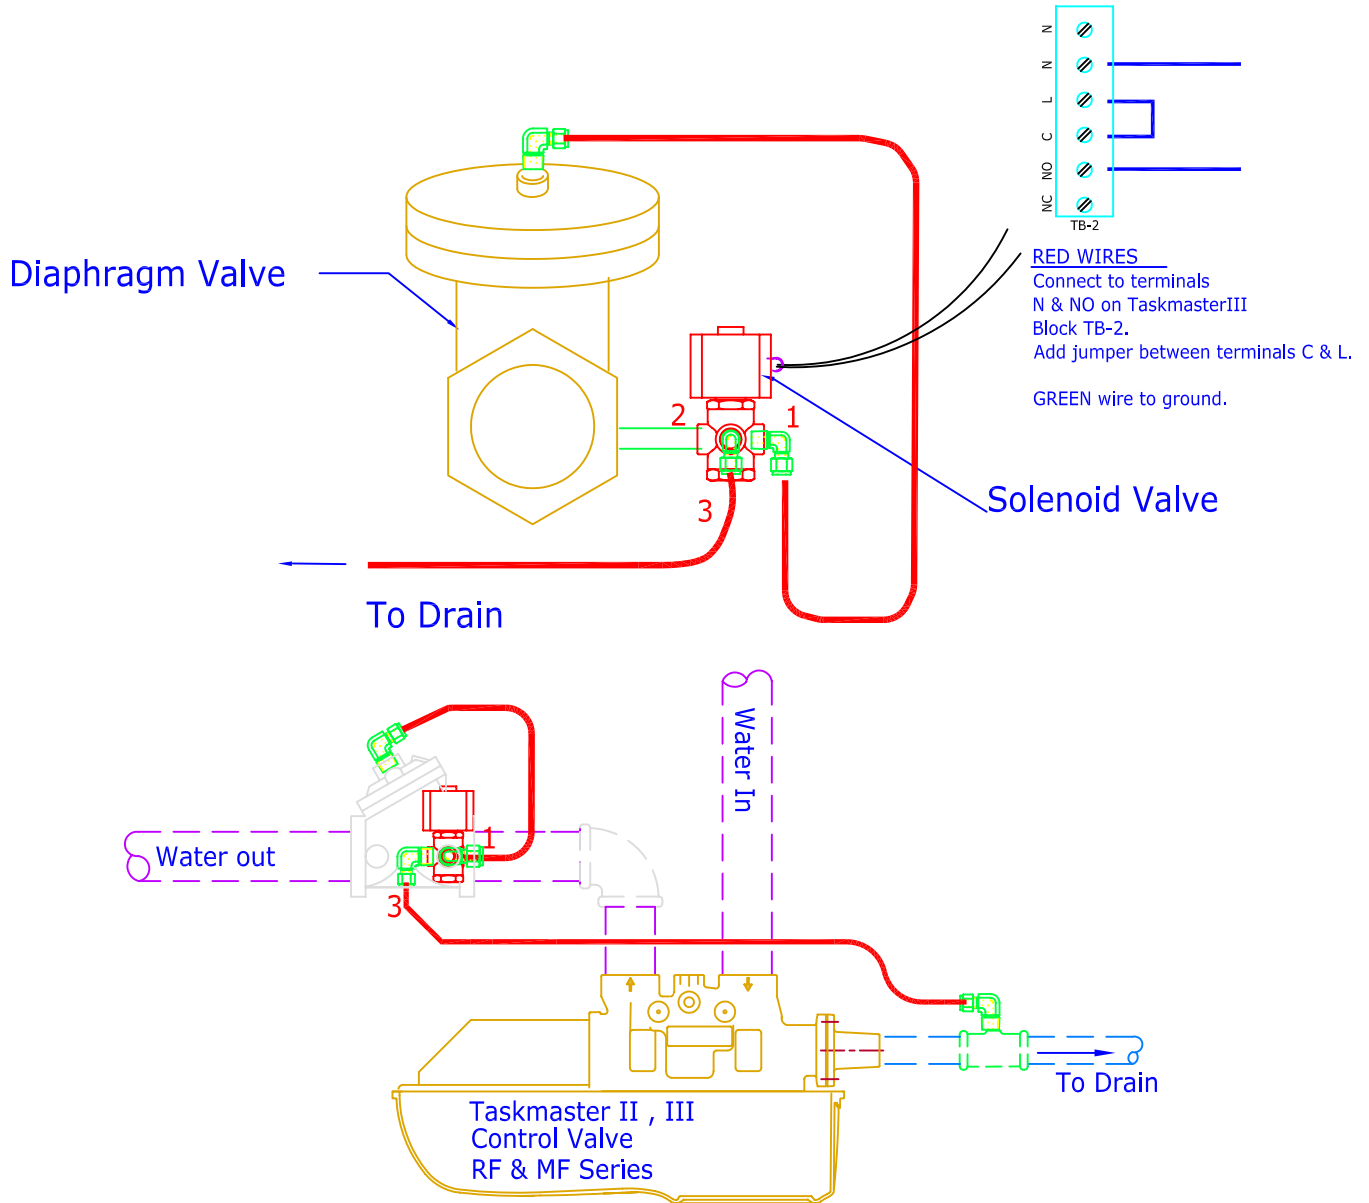 N
N
L
C
NO
NC
TB-2
RED WIRES
Connect to terminals
N & NO on TaskmasterIII
Block TB-2.
Add jumper between terminals C & L.
GREEN wire to ground.
Diaphragm Valve
2
1
3
Solenoid Valve
To Drain
Water In
1
Water out
3
To Drain
Taskmaster II , III
Control Valve
RF & MF Series